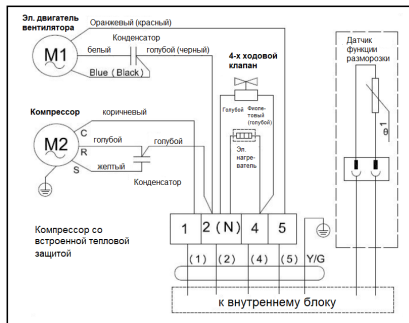 Эл. двигатель
вентилятора
Оранжевый (красный)
M1
Конденсатор
белый
голубой (черный)
Blue (Black)
4-х ходовой
клапан
Датчик
функции
разморозки
Компрессор
коричневый
Голубой
Фиоле-
товый
(голубой)
M2
C
R
S
голубой
голубой
желтый
Конденсатор
Эл.
нагре-
ватель
θ 1
Компрессор со
встроенной тепловой
защитой
1
2 (N)
4
5
(1)
(2)
(4)
(5)
Y/G
к внутреннему блоку